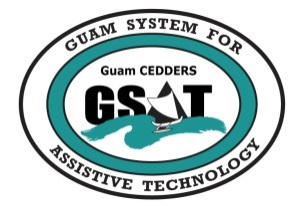 GUAM SYSTEM FOR
Guam CEDDERS
GSAT
ASSISTIVE TECHNOLOGY